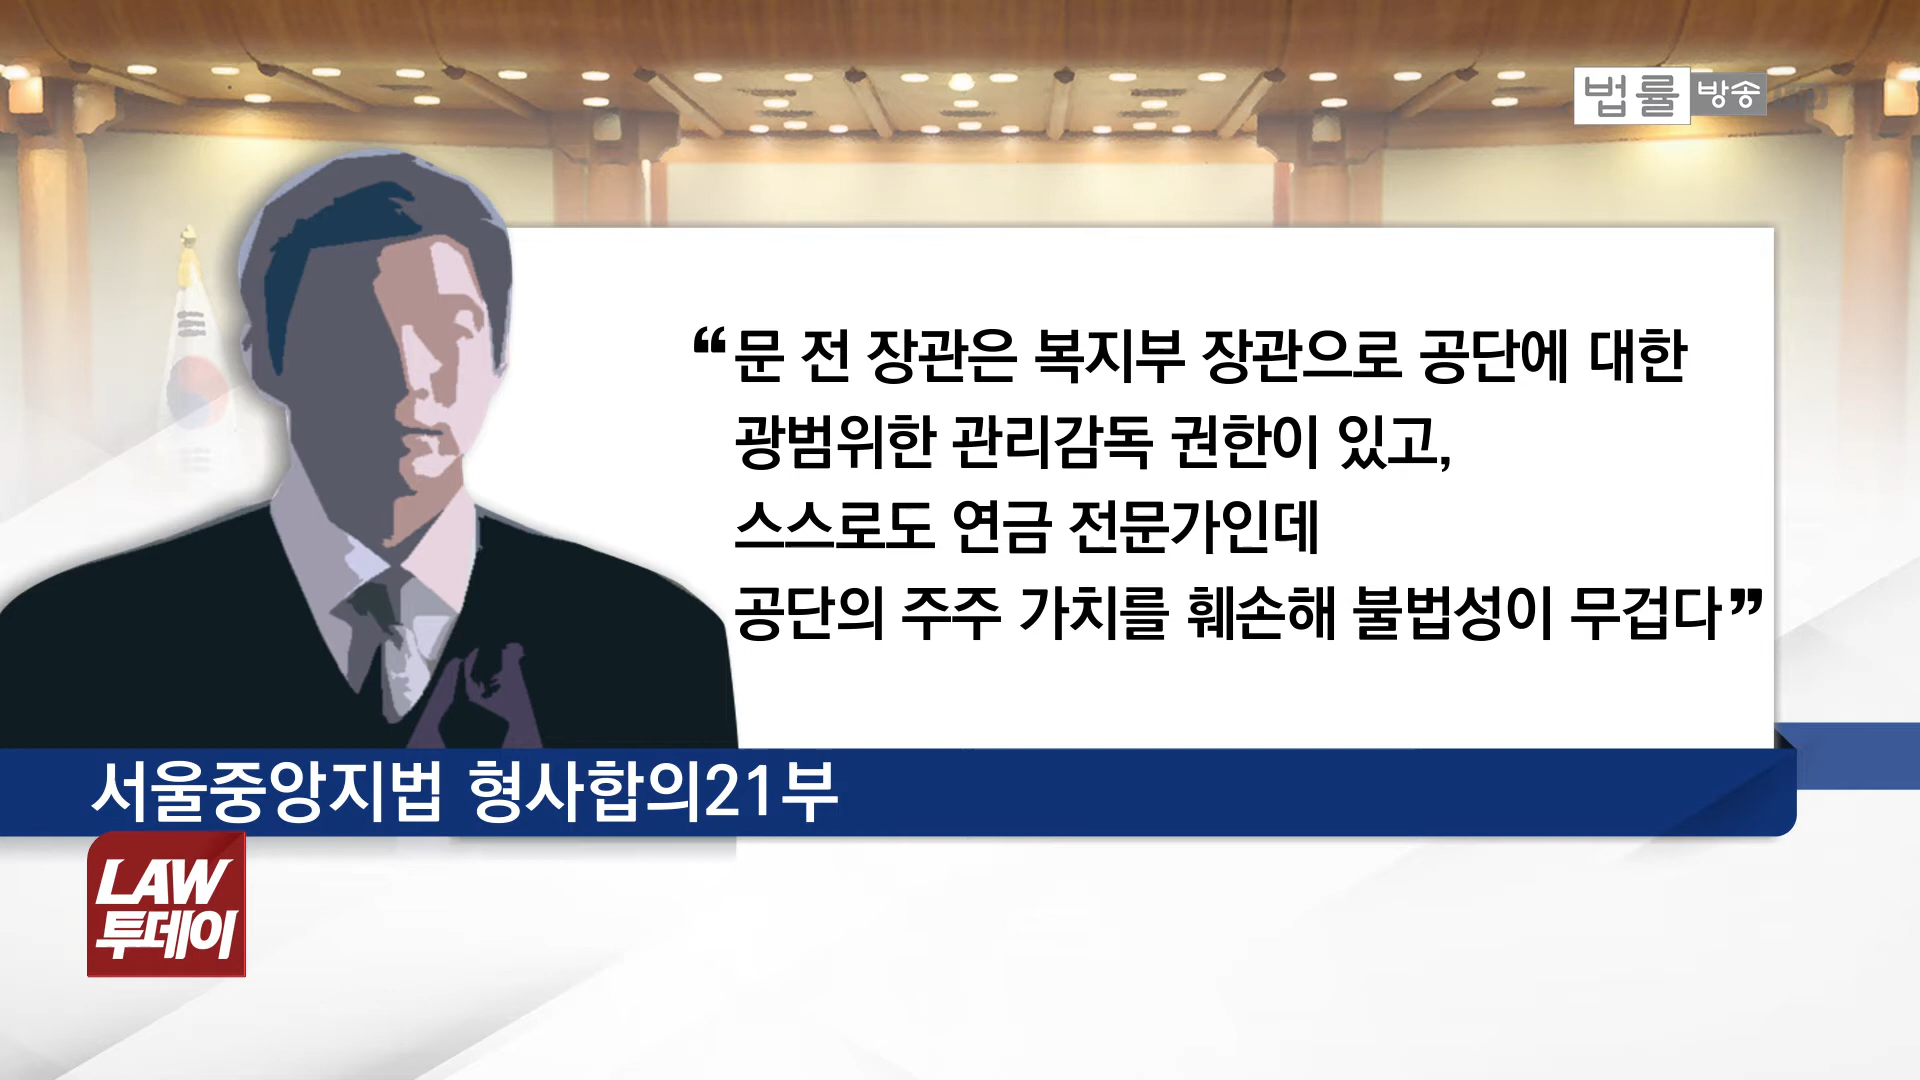 법률방송
“문 전 장관은 복지부 장관으로 공단에 대한
광범위한 관리감독 권한이 있고,
스스로도 연금 전문가인데
공단의 주주 가치를 훼손해 불법성이 무겁다”
서울중앙지법 형사합의21부
LAW
투데이